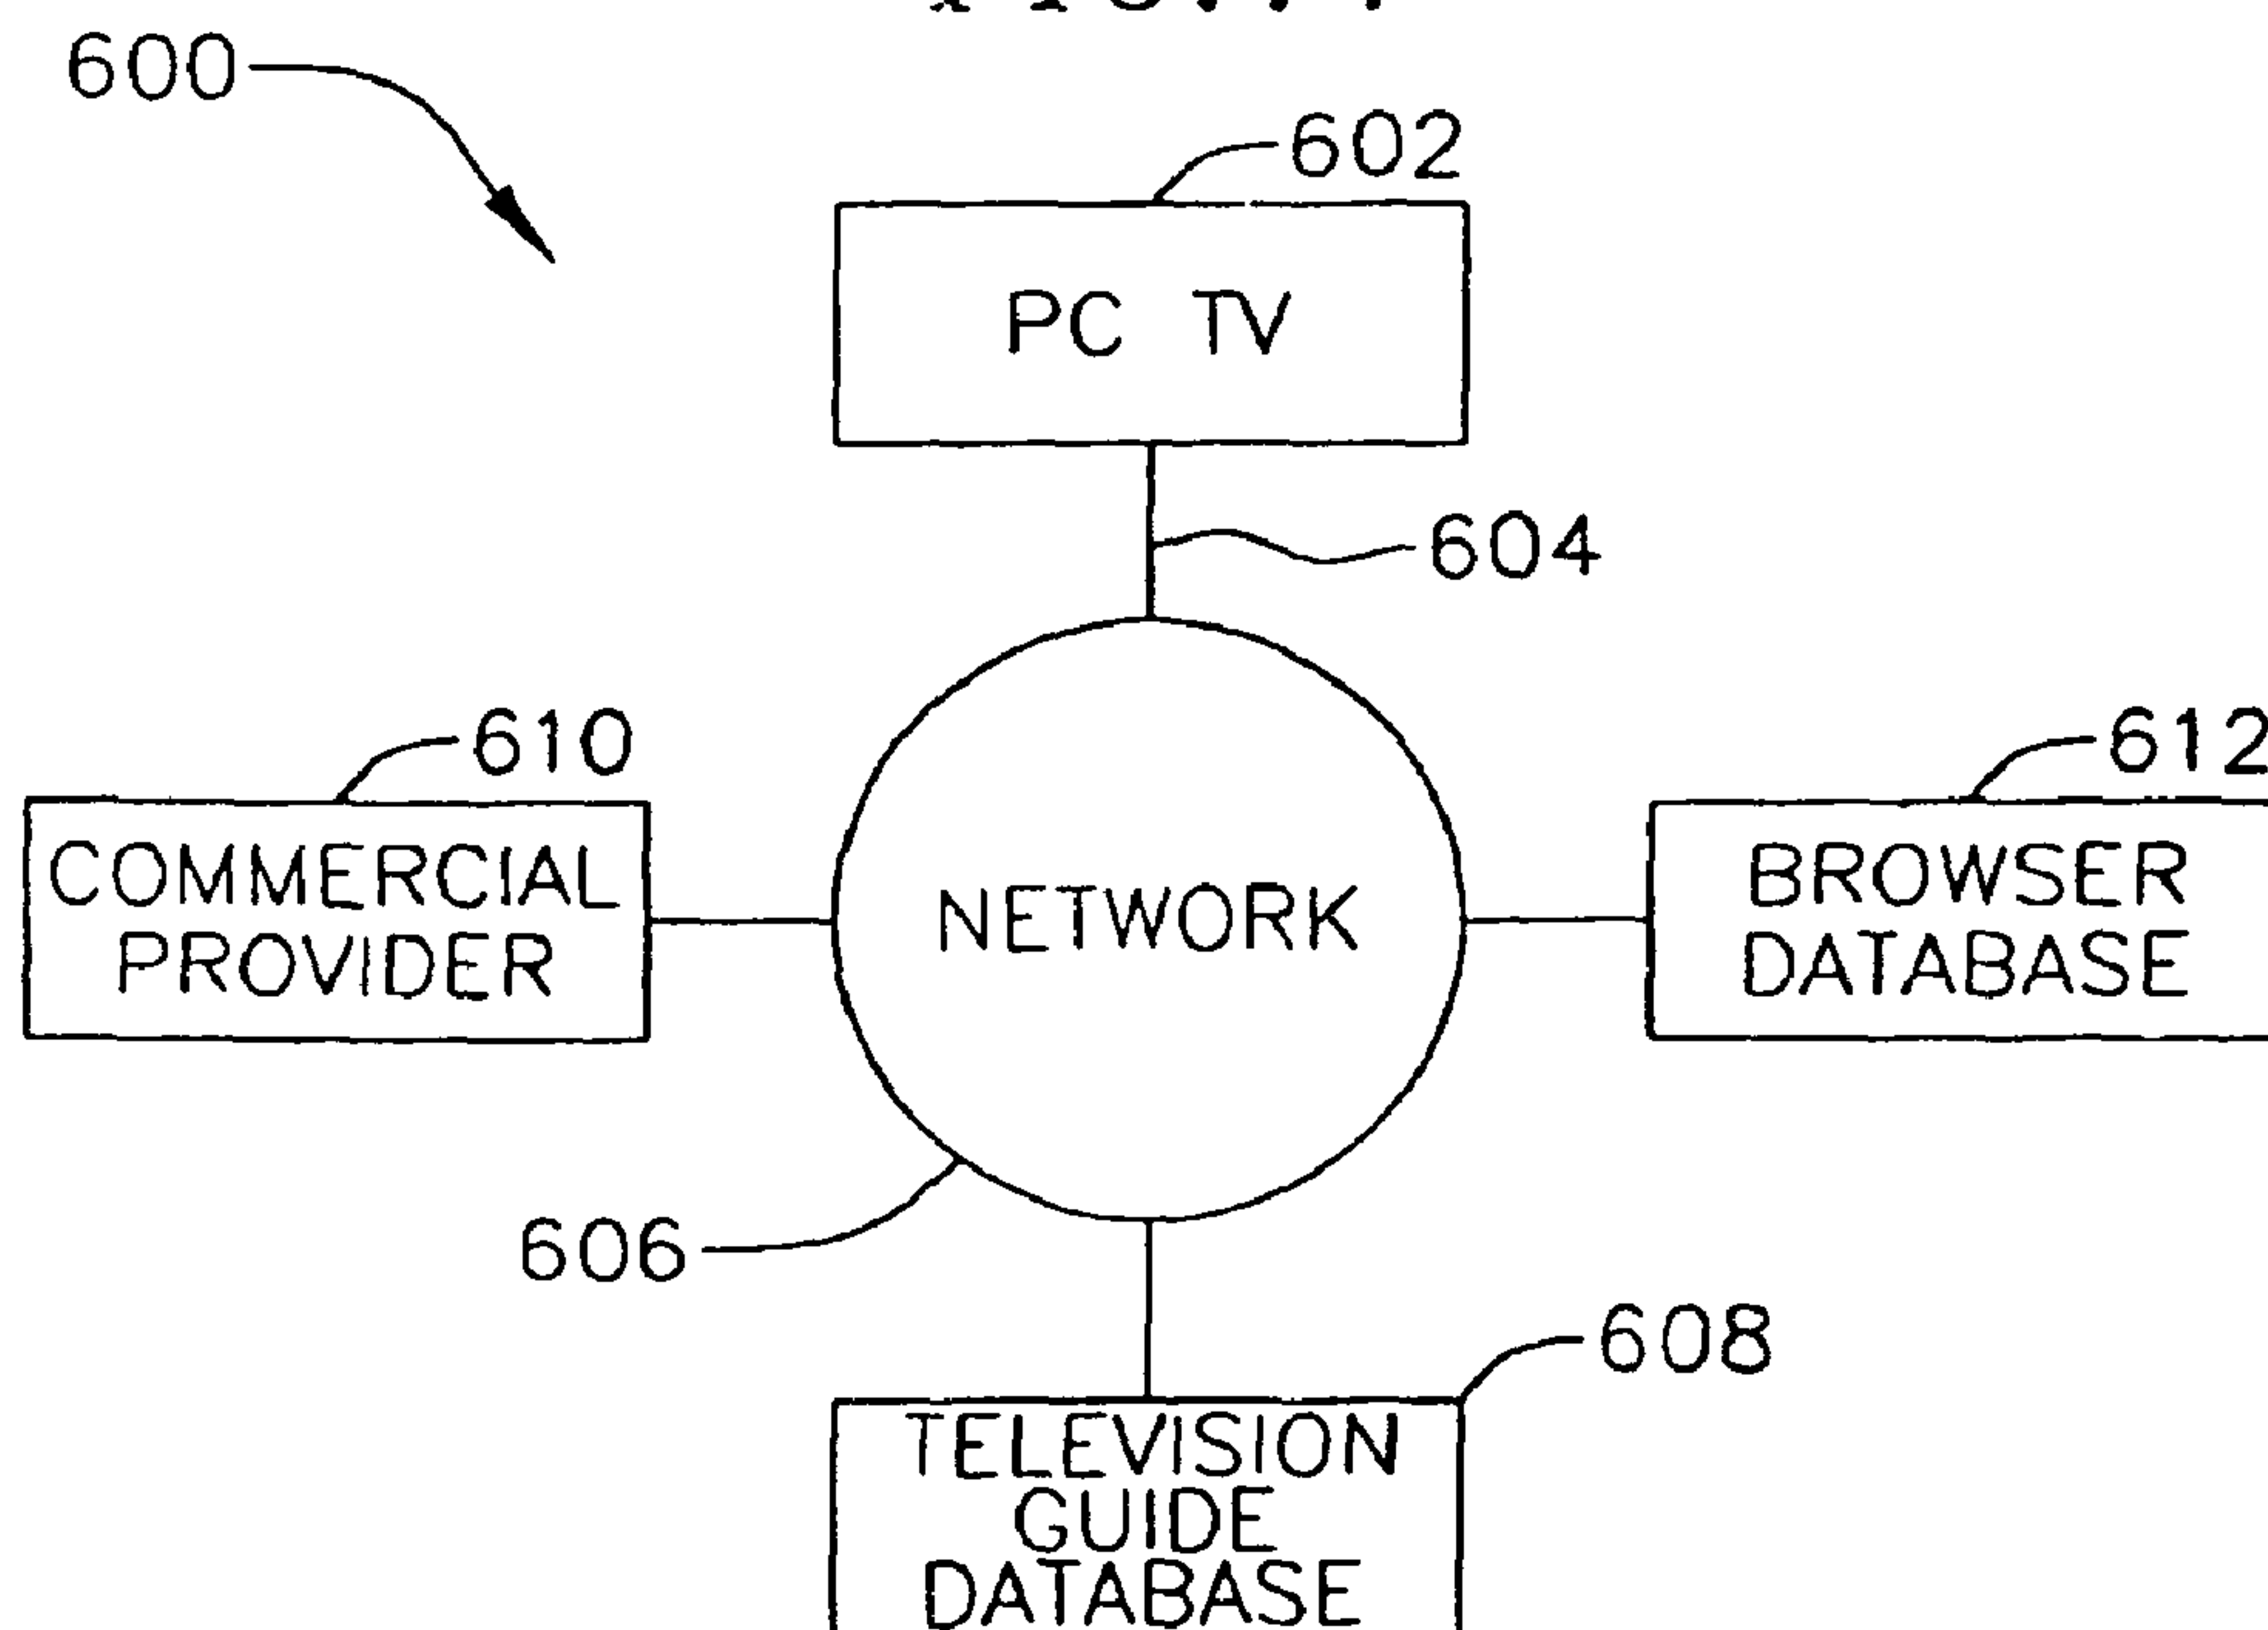 600
602
PC TV
604
610
612
COMMERCIAL
PROVIDER
NETWORK
BROWSER
DATABASE
606
608
TELEVISION
GUIDE
DATABASE